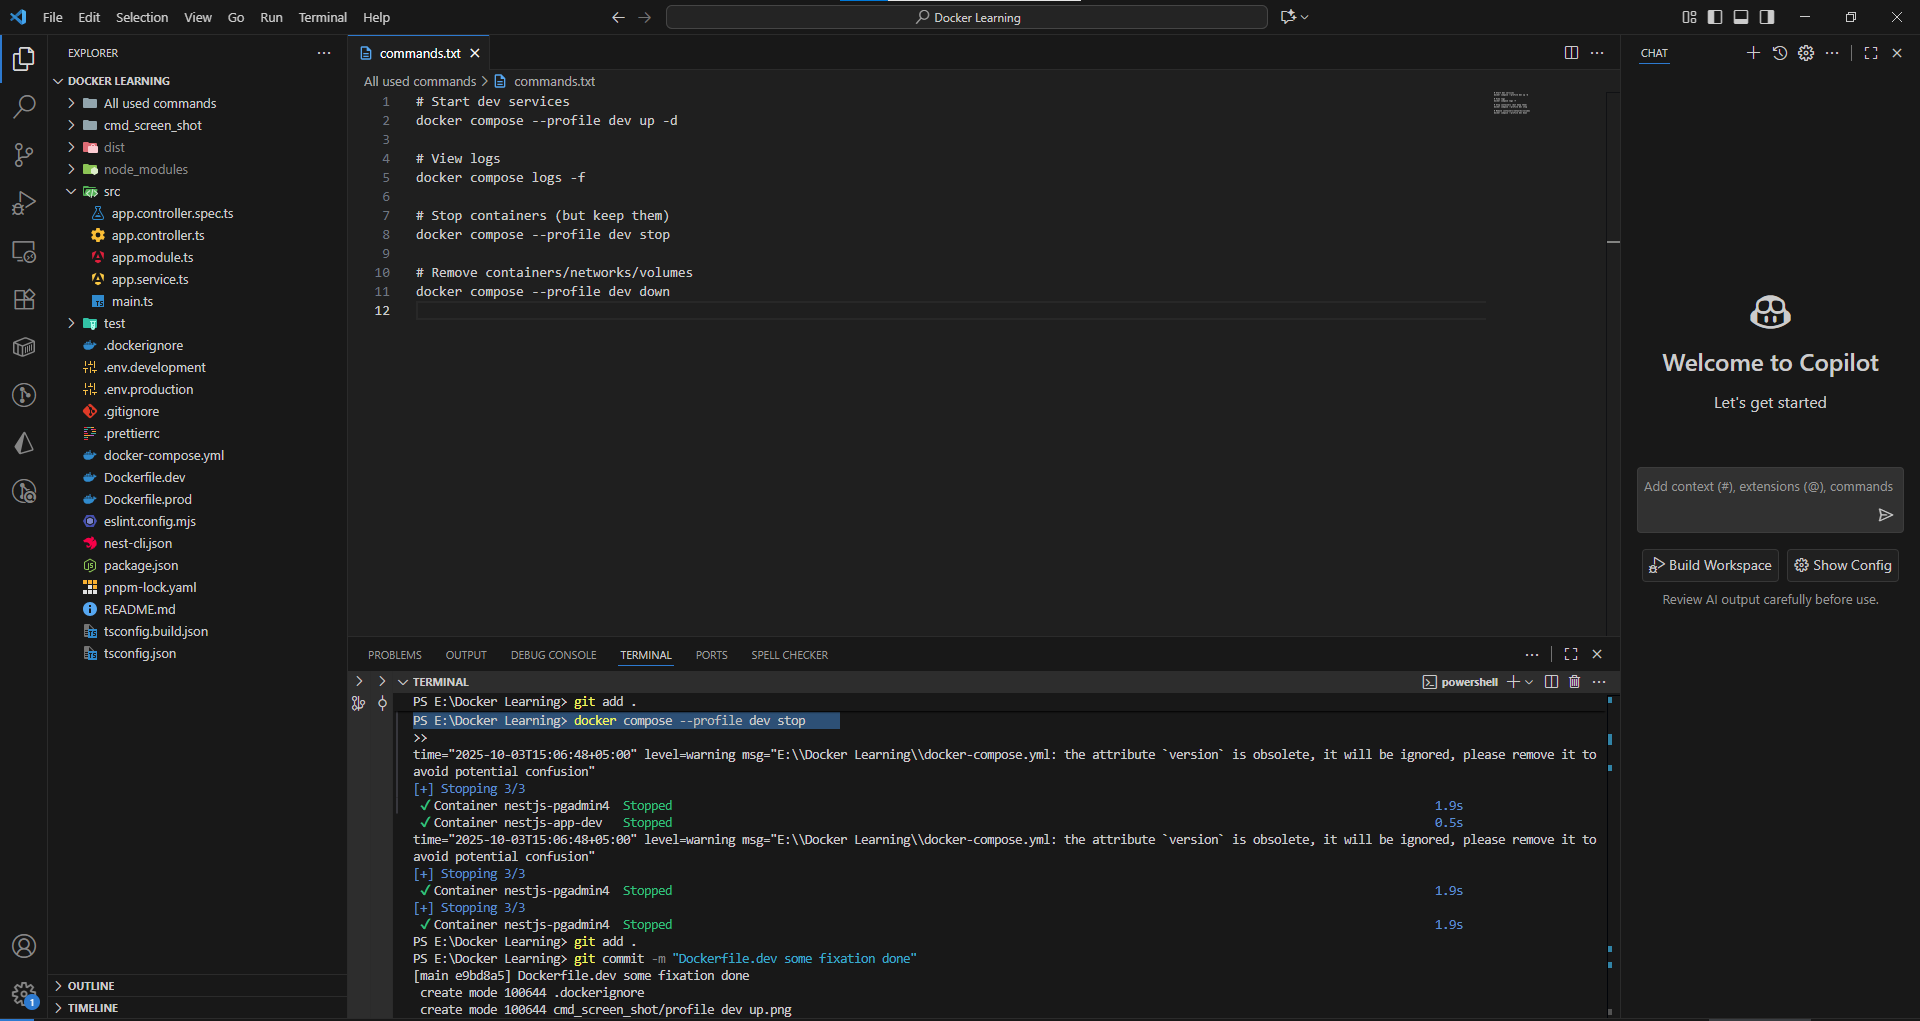 File Edit Selection View Go Run Terminal Help
Docker Learning
EXPLORER
DOCKER LEARNING
All used commands
cmd_screen_shot
dist
node_modules
src
app.controller.spec.ts
app.controller.ts
app.module.ts
app.service.ts
main.ts
test
.dockerignore
.env.development
.env.production
.gitignore
.prettierrc
docker-compose.yml
Dockerfile.dev
Dockerfile.prod
eslint.config.mjs
nest-cli.json
package.json
pnpm-lock.yaml
README.md
tsconfig.build.json
tsconfig.json
OUTLINE
TIMELINE
1
commands.txt
All used commands > commands.txt
1 # Start dev services
2 docker compose --profile dev up -d
3
4 # View logs
5 docker compose logs -f
6
7 # Stop containers (but keep them)
8 docker compose --profile dev stop
9
10 # Remove containers/networks/volumes
11 docker compose --profile dev down
12
PROBLEMS OUTPUT DEBUG CONSOLE TERMINAL PORTS SPELL CHECKER
TERMINAL
powershell
PS E:\Docker Learning> git add .
PS E:\Docker Learning> docker compose --profile dev stop
>>
time="2025-10-03T15:06:48+05:00" level=warning msg="E:\\Docker Learning\\docker-compose.yml: the attribute `version` is obsolete, it will be ignored, please remove it to
avoid potential confusion"
[+] Stopping 3/3
✓ Container nestjs-pgadmin4 Stopped 1.9s
✓ Container nestjs-app-dev Stopped 0.5s
time="2025-10-03T15:06:48+05:00" level=warning msg="E:\\Docker Learning\\docker-compose.yml: the attribute `version` is obsolete, it will be ignored, please remove it to
avoid potential confusion"
[+] Stopping 3/3
✓ Container nestjs-pgadmin4 Stopped 1.9s
[+] Stopping 3/3
✓ Container nestjs-pgadmin4 Stopped 1.9s
PS E:\Docker Learning> git add .
PS E:\Docker Learning> git commit -m "Dockerfile.dev some fixation done"
[main e9bd8a5] Dockerfile.dev some fixation done
create mode 100644 .dockerignore
create mode 100644 cmd_screen_shot/profile dev up.png
CHAT
Welcome to Copilot
Let's get started
Add context (#), extensions (@), commands
Build Workspace
Show Config
Review AI output carefully before use.